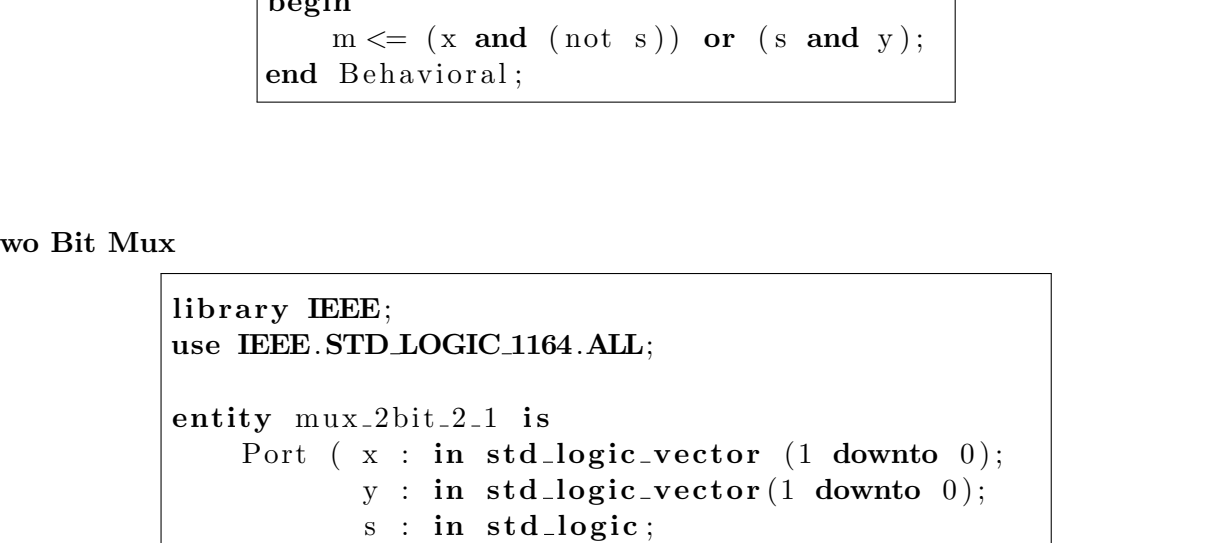 begin
m <= (x and (not s)) or (s and y);
end Behavioral;
wo Bit Mux
library IEEE;
use IEEE.STD_LOGIC_1164.ALL;
entity mux_2bit_2_1 is
Port ( x : in std_logic_vector (1 downto 0);
y : in std_logic_vector(1 downto 0);
s : in std_logic;